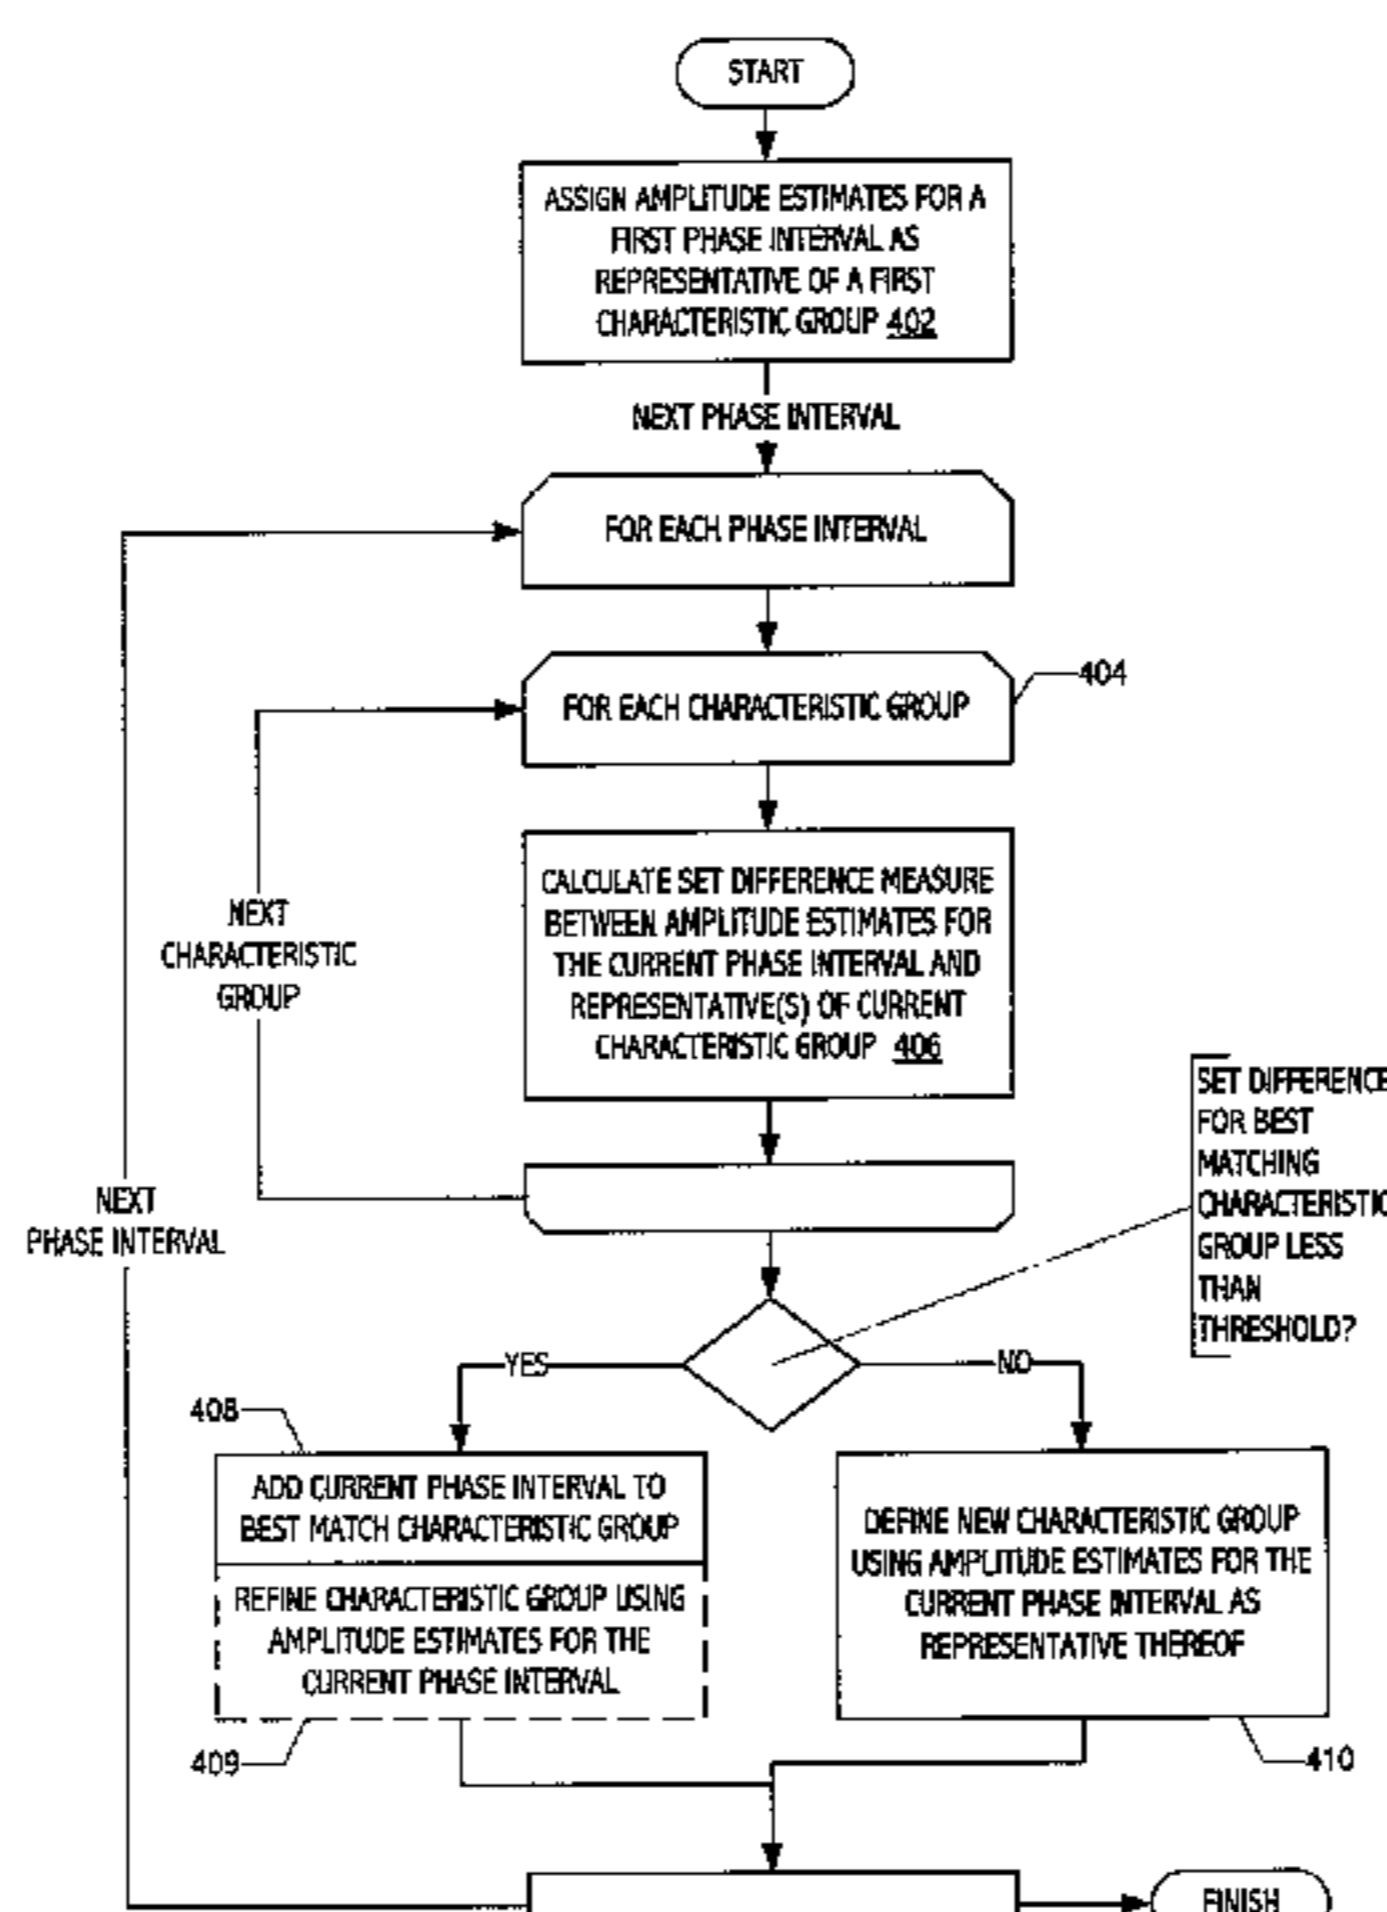 START
ASSIGN AMPLITUDE ESTIMATES FOR A
FIRST PHASE INTERVAL AS
REPRESENTATIVE OF A FIRST
CHARACTERISTIC GROUP 402
NEXT PHASE INTERVAL
FOR EACH PHASE INTERVAL
404
FOR EACH CHARACTERISTIC GROUP
CALCULATE SET DIFFERENCE MEASURE
BETWEEN AMPLITUDE ESTIMATES FOR
THE CURRENT PHASE INTERVAL AND
REPRESENTATIVE(S) OF CURRENT
CHARACTERISTIC GROUP 406
NEXT
CHARACTERISTIC
GROUP
SET DIFFERENCE
FOR BEST
MATCHING
CHARACTERISTIC
GROUP LESS
THAN
THRESHOLD?
NEXT
PHASE INTERVAL
YES
NO
408
ADD CURRENT PHASE INTERVAL TO
BEST MATCH CHARACTERISTIC GROUP
REFINE CHARACTERISTIC GROUP USING
AMPLITUDE ESTIMATES FOR THE
CURRENT PHASE INTERVAL
409
DEFINE NEW CHARACTERISTIC GROUP
USING AMPLITUDE ESTIMATES FOR THE
CURRENT PHASE INTERVAL AS
REPRESENTATIVE THEREOF
410
FINISH